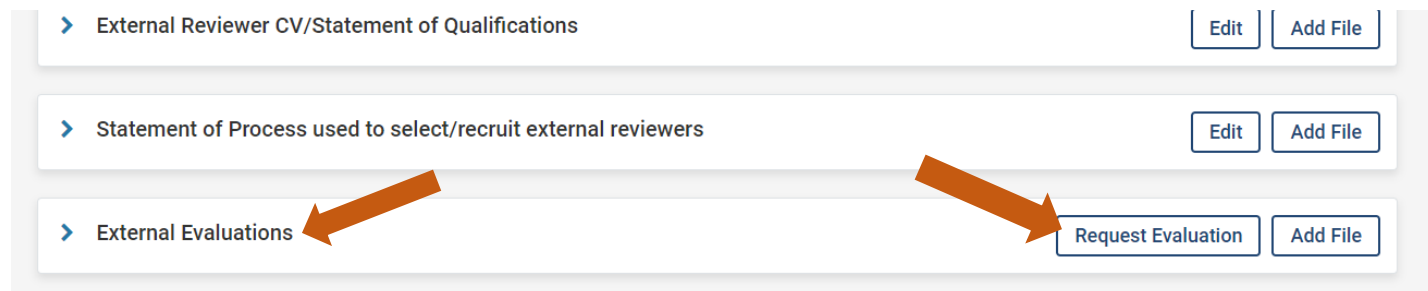 External Reviewer CV/Statement of Qualifications Edit Add File
Statement of Process used to select/recruit external reviewers Edit Add File
External Evaluations Request Evaluation Add File